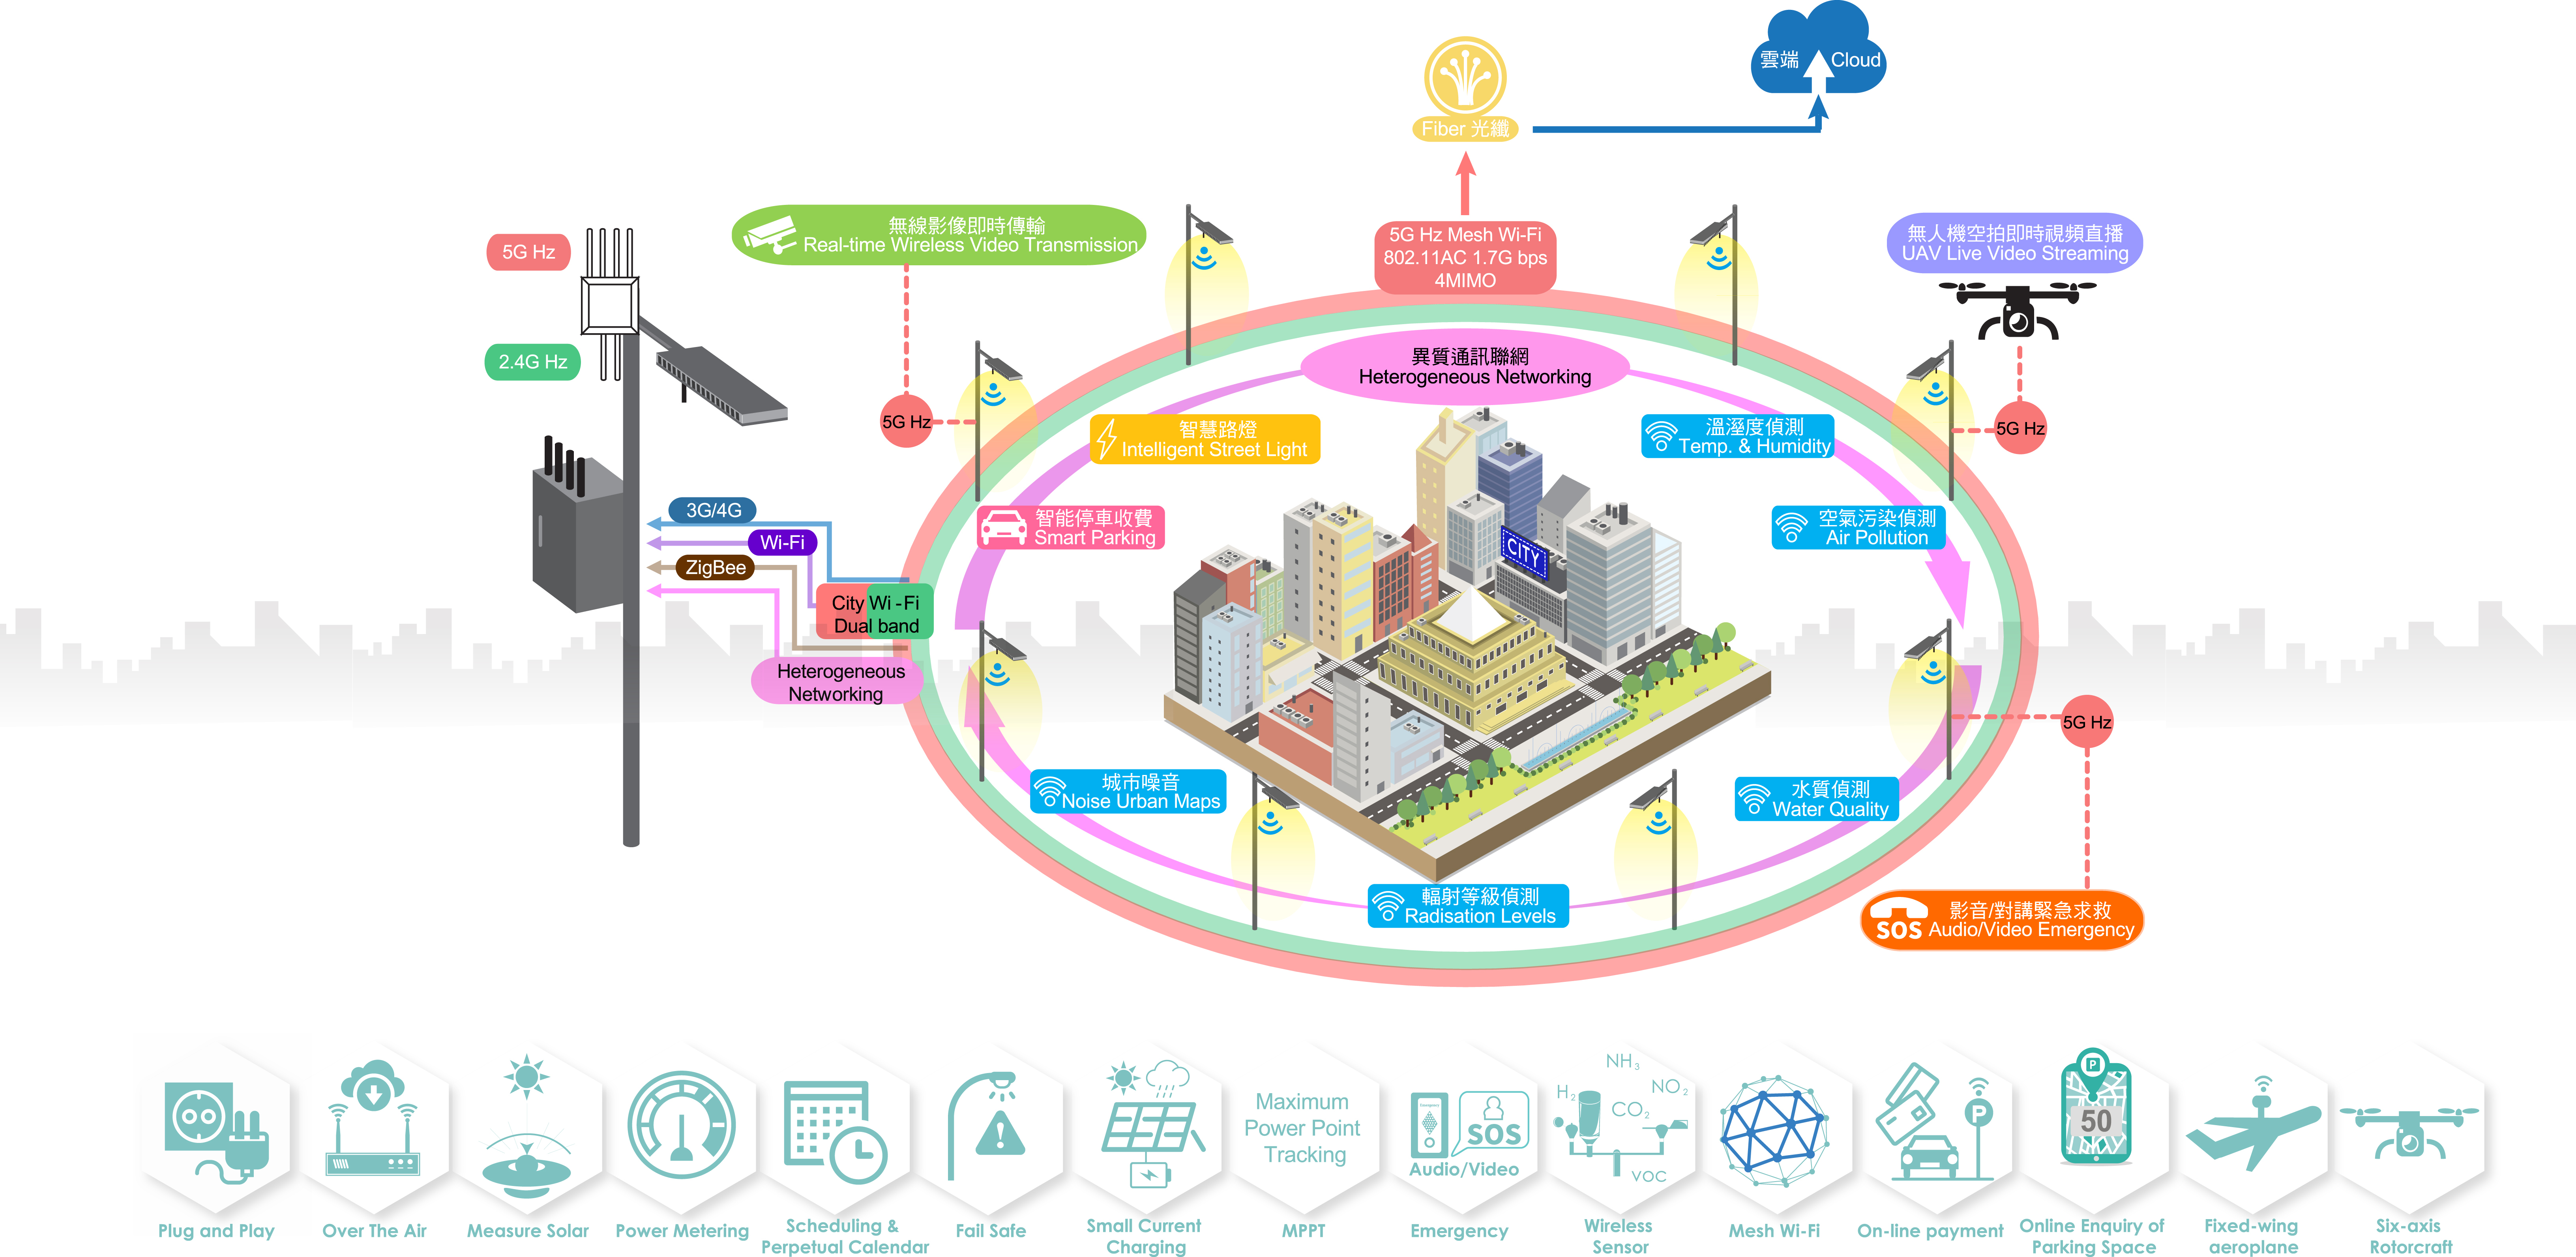 雲端 Cloud
Fiber 光纖
5G Hz Mesh Wi-Fi
802.11AC 1.7G bps
4MIMO
無線影像即時傳輸
Real-time Wireless Video Transmission
無人機空拍即時視頻直播
UAV Live Video Streaming
5G Hz
2.4G Hz
5G Hz
5G Hz
異質通訊聯網
Heterogeneous Networking
智慧路燈
Intelligent Street Light
溫溼度偵測
Temp. & Humidity
智能停車收費
Smart Parking
空氣污染偵測
Air Pollution
CITY
3G/4G
Wi-Fi
ZigBee
City Wi-Fi
Dual band
Heterogeneous
Networking
5G Hz
城市噪音
Noise Urban Maps
水質偵測
Water Quality
輻射等級偵測
Radisation Levels
影音/對講緊急求救
SOS Audio/Video Emergency
Maximum
Power Point
Tracking
SOS
Audio/Video
NH3
H2
NO2
CO2
VOC
P
P
50
Plug and Play
Over The Air
Measure Solar
Power Metering
Scheduling &
Perpetual Calendar
Fail Safe
Small Current
Charging
MPPT
Emergency
Wireless
Sensor
Mesh Wi-Fi
On-line payment
Online Enquiry of
Parking Space
Fixed-wing
aeroplane
Six-axis
Rotorcraft